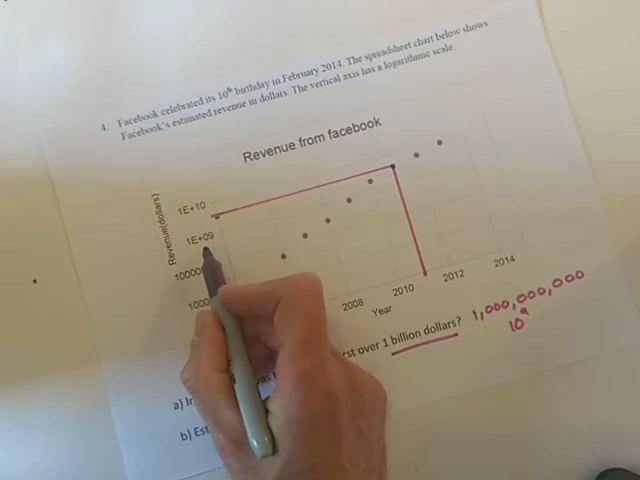 4. Facebook celebrated its 10th birthday in February 2014. The spreadsheet chart below shows
Facebook's estimated revenue in dollars. The vertical axis has a logarithmic scale.
Revenue from facebook
Revenue(dollars)
1E+10
1E+09
2008
2010
2012
2014
Year
over 1 billion dollars? 1,000,000,000
10⁹
a)
b)